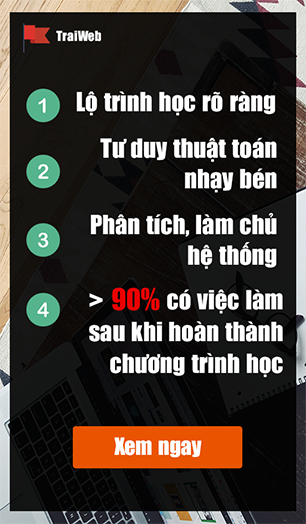 TraiWeb
1 Lộ trình học rõ ràng
2 Tư duy thuật toán
nhạy bén
3 Phân tích, làm chủ
hệ thống
4 > 90% có việc làm
sau khi hoàn thành
chương trình học
Xem ngay